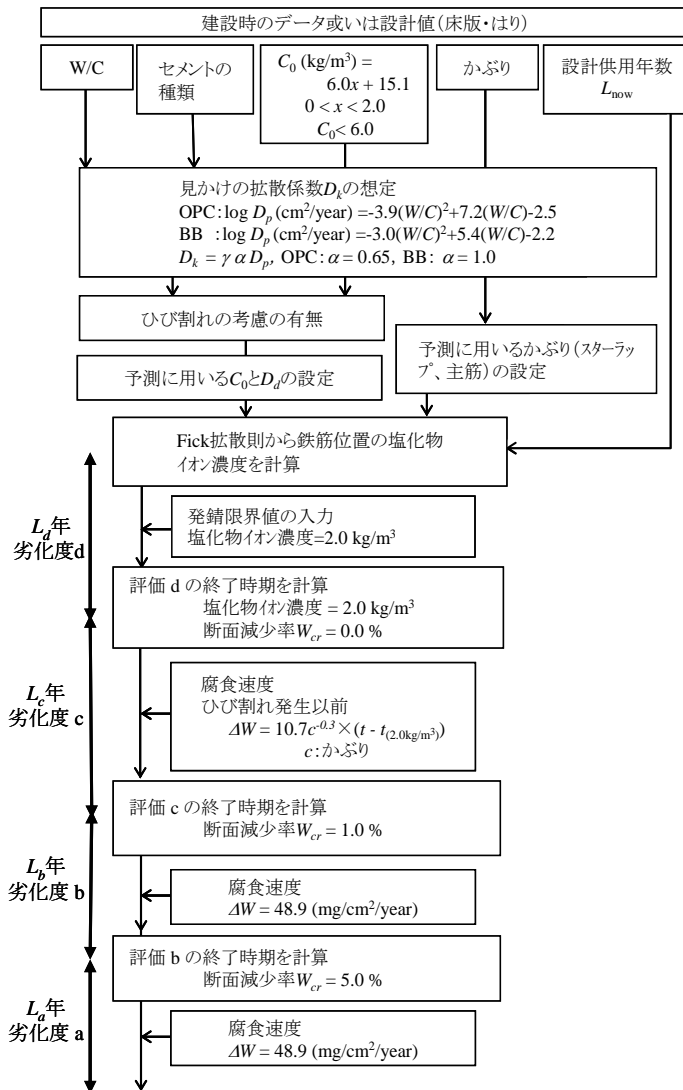 建設時のデータ或いは設計値(床版・はり)
W/C
セメントの
種類
C₀ (kg/m³) =
6.0x + 15.1
0 < x < 2.0
C₀< 6.0
かぶり
設計供用年数
Lnow
見かけの拡散係数Dkの想定
OPC:log Dp (cm²/year) =-3.9(W/C)²+7.2(W/C)-2.5
BB :log Dp (cm²/year) =-3.0(W/C)²+5.4(W/C)-2.2
Dk = γ α Dp, OPC: α = 0.65, BB: α = 1.0
ひび割れの考慮の有無
予測に用いるかぶり(スターラッ
プ、主筋)の設定
予測に用いるC₀とDdの設定
Fick拡散則から鉄筋位置の塩化物
イオン濃度を計算
Ld年
劣化度d
発錆限界値の入力
塩化物イオン濃度=2.0 kg/m³
評価 d の終了時期を計算
塩化物イオン濃度 = 2.0 kg/m³
断面減少率Wcr = 0.0 %
Lc年
劣化度 c
腐食速度
ひび割れ発生以前
ΔW = 10.7c⁻⁰·³×(t - t(2.0kg/m³))
c:かぶり
評価 c の終了時期を計算
断面減少率Wcr = 1.0 %
Lb年
劣化度 b
腐食速度
ΔW = 48.9 (mg/cm²/year)
評価 b の終了時期を計算
断面減少率Wcr = 5.0 %
La年
劣化度 a
腐食速度
ΔW = 48.9 (mg/cm²/year)